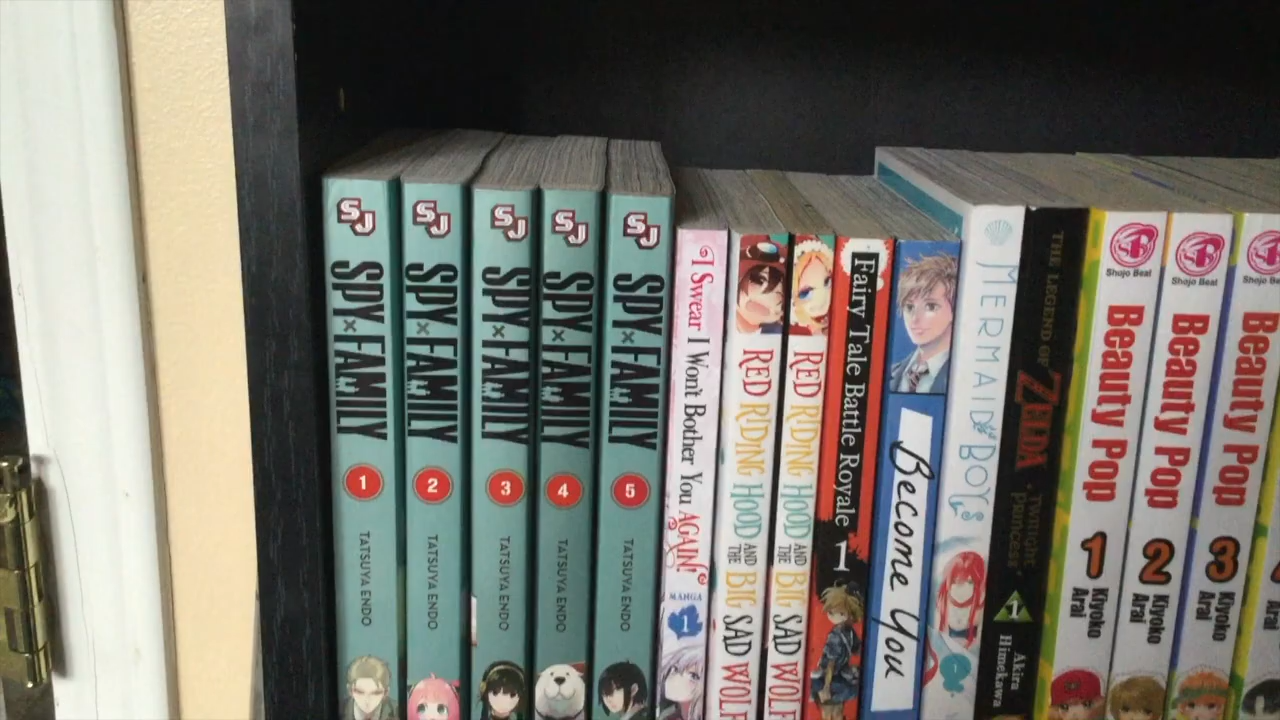 SJ SPY×FAMILY 1 TATSUYA ENDO
SJ SPY×FAMILY 2 TATSUYA ENDO
SJ SPY×FAMILY 3 TATSUYA ENDO
SJ SPY×FAMILY 4 TATSUYA ENDO
SJ SPY×FAMILY 5 TATSUYA ENDO
I Swear I Won't Bother You AGAIN! MANGA 1
RED RIDING HOOD AND THE BIG SAD WOLF
RED RIDING HOOD AND THE BIG SAD WOLF
Fairy Tale Battle Royale 1
Become You
MERMAID BOYS 1
THE LEGEND OF ZELDA TWILIGHT PRINCESS 1 Akira Himekawa
Shojo Beat Beauty Pop 1 Kiyoko Arai
Shojo Beat Beauty Pop 2 Kiyoko Arai
Shojo Beat Beauty Pop 3 Kiyoko Arai